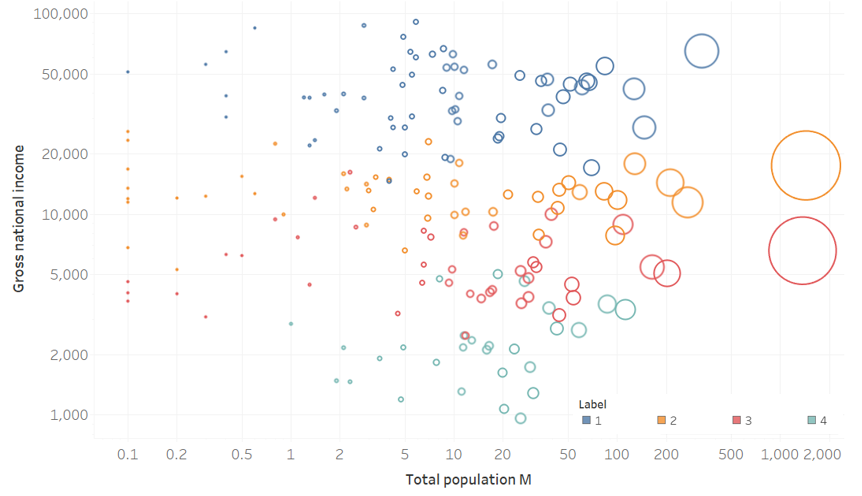 100,000
50,000
20,000
10,000
5,000
2,000
1,000
Gross national income
Label
1 2 3 4
0.1 0.2 0.5 1 2 5 10 20 50 100 200 500 1,000 2,000
Total population M